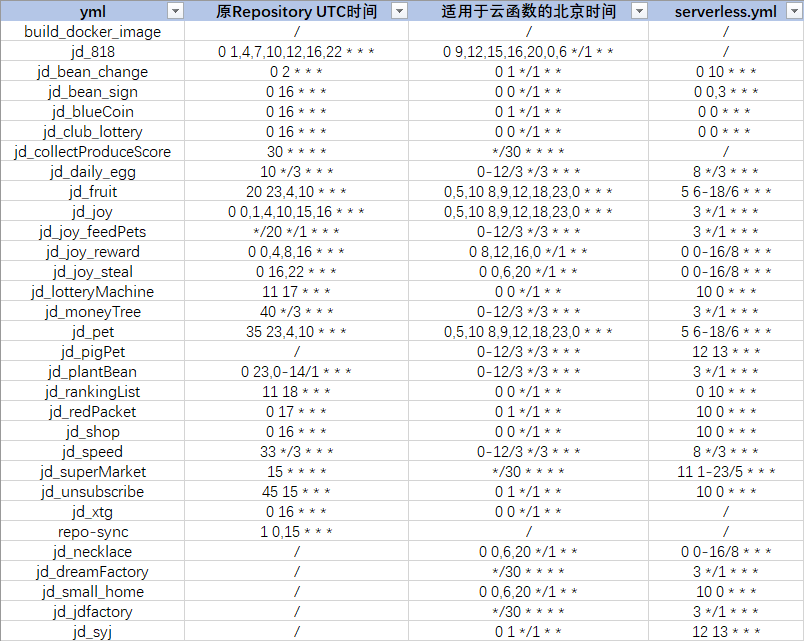 yml 原Repository UTC时间 适用于云函数的北京时间 serverless.yml
build_docker_image / / /
jd_818 0 1,4,7,10,12,16,22 * * * 0 9,12,15,16,20,0,6 */1 * * /
jd_bean_change 0 2 * * * 0 1 */1 * * 0 10 * * *
jd_bean_sign 0 16 * * * 0 0 */1 * * 0 0,3 * * *
jd_blueCoin 0 16 * * * 0 1 */1 * * 0 0 * * *
jd_club_lottery 0 16 * * * 0 0 */1 * * 0 0 * * *
jd_collectProduceScore 30 * * * * */30 * * * * /
jd_daily_egg 10 */3 * * * 0-12/3 */3 * * * 8 */3 * * *
jd_fruit 20 23,4,10 * * * 0,5,10 8,9,12,18,23,0 * * * 5 6-18/6 * * *
jd_joy 0 0,1,4,10,15,16 * * * 0,5,10 8,9,12,18,23,0 * * * 3 */1 * * *
jd_joy_feedPets */20 */1 * * * 0-12/3 */3 * * * 3 */1 * * *
jd_joy_reward 0 0,4,8,16 * * * 0 8,12,16,0 */1 * * 0 0-16/8 * * *
jd_joy_steal 0 16,22 * * * 0 0,6,20 */1 * * 0 0-16/8 * * *
jd_lotteryMachine 11 17 * * * 0 0 */1 * * 10 0 * * *
jd_moneyTree 40 */3 * * * 0-12/3 */3 * * * 3 */1 * * *
jd_pet 35 23,4,10 * * * 0,5,10 8,9,12,18,23,0 * * * 5 6-18/6 * * *
jd_pigPet / 0-12/3 */3 * * * 12 13 * * *
jd_plantBean 0 23,0-14/1 * * * 0-12/3 */3 * * * 3 */1 * * *
jd_rankingList 11 18 * * * 0 0 */1 * * 0 10 * * *
jd_redPacket 0 17 * * * 0 1 */1 * * 10 0 * * *
jd_shop 0 16 * * * 0 0 */1 * * 10 0 * * *
jd_speed 33 */3 * * * 0-12/3 */3 * * * 8 */3 * * *
jd_superMarket 15 * * * * */30 * * * * 11 1-23/5 * * *
jd_unsubscribe 45 15 * * * 0 1 */1 * * 10 0 * * *
jd_xtg 0 16 * * * 0 0 */1 * * /
repo-sync 1 0,15 * * * / /
jd_necklace / 0 0,6,20 */1 * * 0 0-16/8 * * *
jd_dreamFactory / */30 * * * * 3 */1 * * *
jd_small_home / 0 0,6,20 */1 * * 10 0 * * *
jd_jdfactory / */30 * * * * 3 */1 * * *
jd_syj / 0 1 */1 * * 12 13 * * *